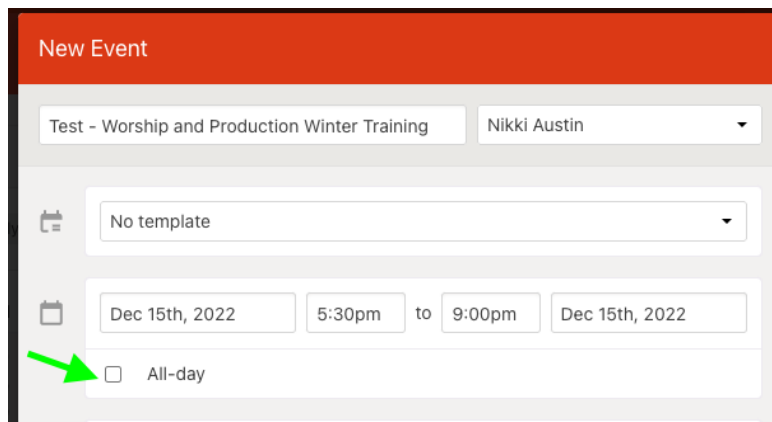 New Event
Test - Worship and Production Winter Training Nikki Austin
No template
Dec 15th, 2022 5:30pm to 9:00pm Dec 15th, 2022
All-day